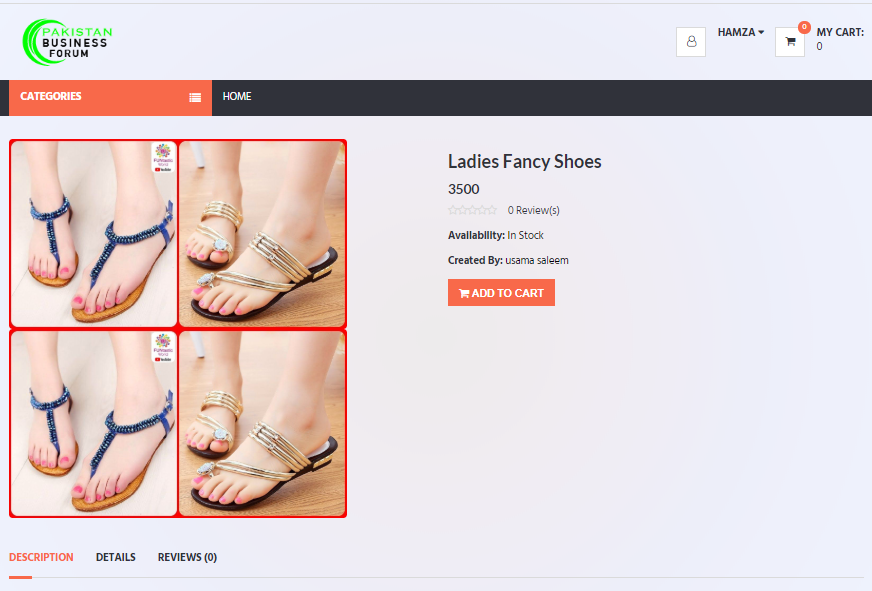 PAKISTAN
BUSINESS
FORUM
HAMZA
0
MY CART:
0
CATEGORIES
HOME
Ladies Fancy Shoes
3500
0 Review(s)
Availability: In Stock
Created By: usama saleem
ADD TO CART
DESCRIPTION
DETAILS
REVIEWS (0)